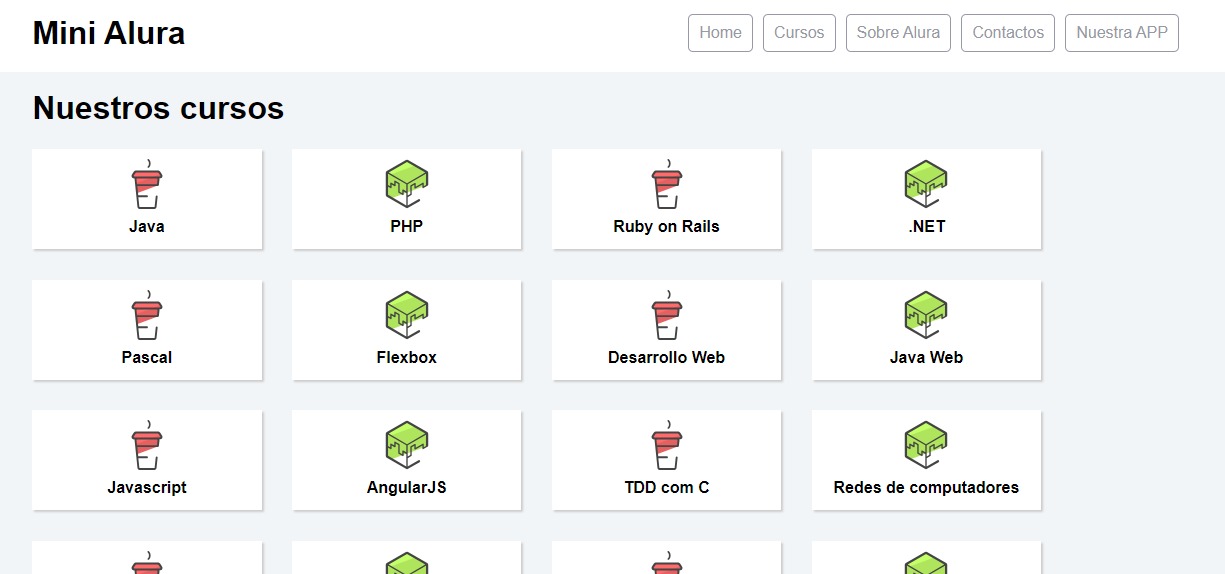 Mini Alura
Home Cursos Sobre Alura Contactos Nuestra APP
Nuestros cursos
Java PHP Ruby on Rails .NET
Pascal Flexbox Desarrollo Web Java Web
Javascript AngularJS TDD com C Redes de computadores